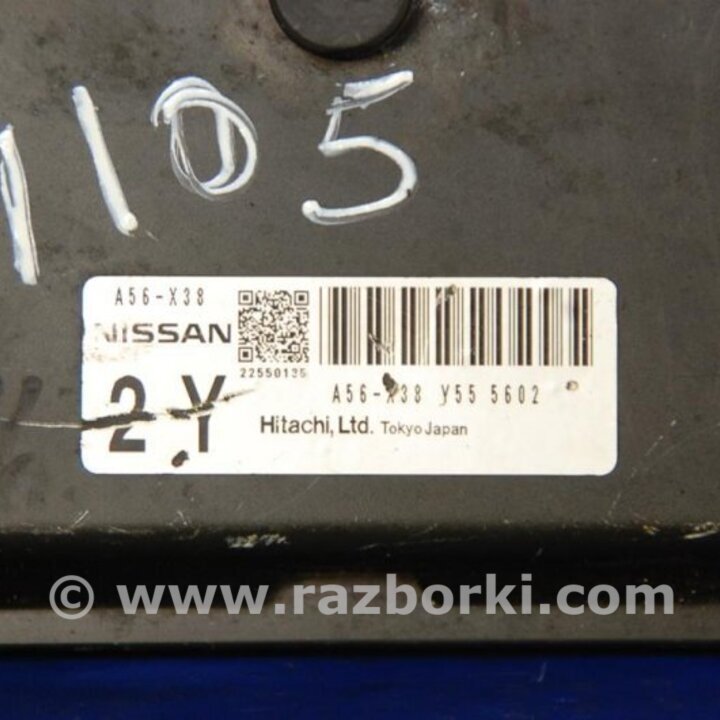 1105
A56-X38
NISSAN
22550135
2 Y
A56-X38 Y55 5602
Hitachi, Ltd. Tokyo Japan
© www.razborki.com